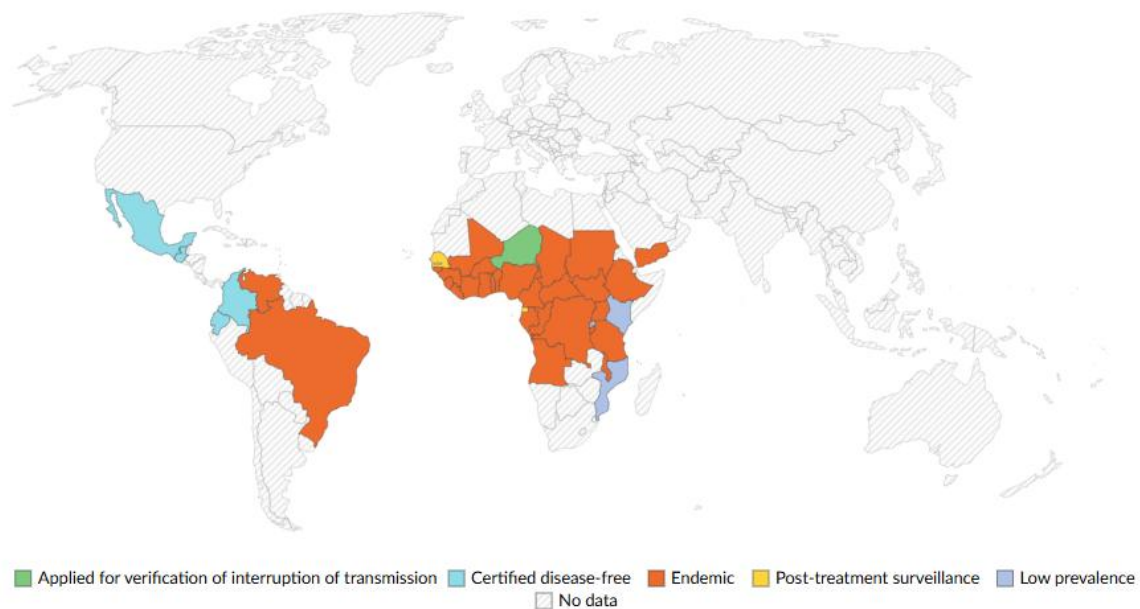 Applied for verification of interruption of transmission Certified disease-free Endemic Post-treatment surveillance Low prevalence
No data